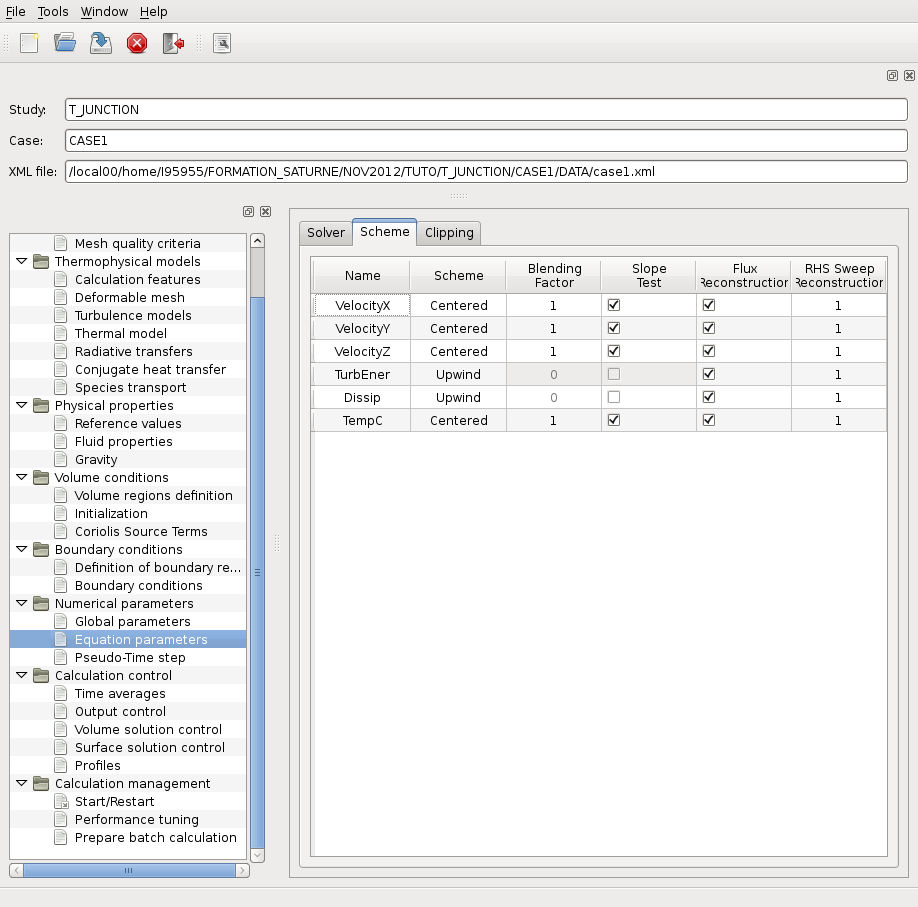 File Tools Window Help
Study: T_JUNCTION
Case: CASE1
XML file: /local00/home/I95955/FORMATION_SATURNE/NOV2012/TUTO/T_JUNCTION/CASE1/DATA/case1.xml
Mesh quality criteria
Thermophysical models
Calculation features
Deformable mesh
Turbulence models
Thermal model
Radiative transfers
Conjugate heat transfer
Species transport
Physical properties
Reference values
Fluid properties
Gravity
Volume conditions
Volume regions definition
Initialization
Coriolis Source Terms
Boundary conditions
Definition of boundary re...
Boundary conditions
Numerical parameters
Global parameters
Equation parameters
Pseudo-Time step
Calculation control
Time averages
Output control
Volume solution control
Surface solution control
Profiles
Calculation management
Start/Restart
Performance tuning
Prepare batch calculation
Solver Scheme Clipping
Name Scheme Blending Factor Slope Test Flux Reconstruction RHS Sweep Reconstruction
VelocityX Centered 1 1
VelocityY Centered 1 1
VelocityZ Centered 1 1
TurbEner Upwind 0 1
Dissip Upwind 0 1
TempC Centered 1 1